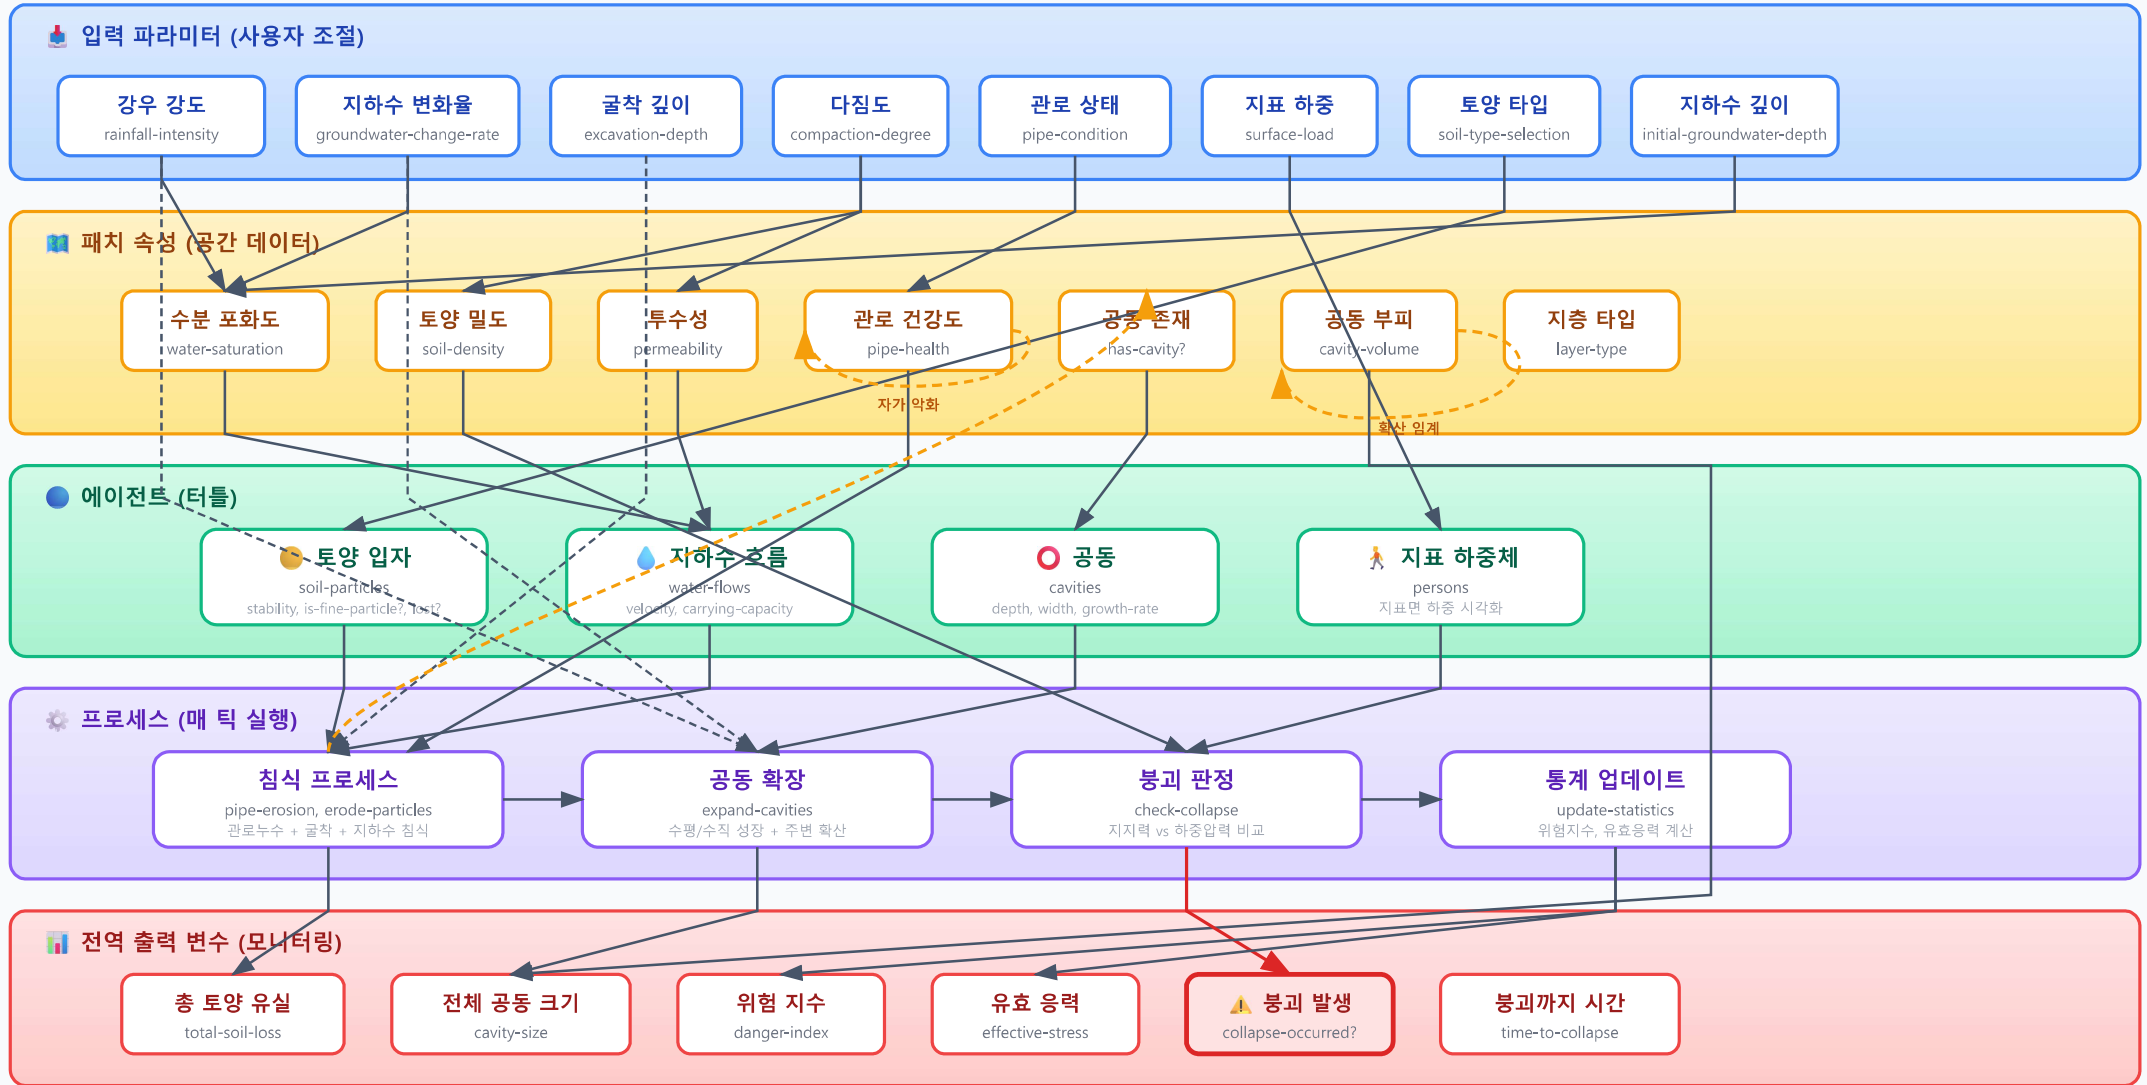 입력 파라미터 (사용자 조절)
강우 강도
rainfall-intensity
지하수 변화율
groundwater-change-rate
굴착 깊이
excavation-depth
다짐도
compaction-degree
관로 상태
pipe-condition
지표 하중
surface-load
토양 타입
soil-type-selection
지하수 깊이
initial-groundwater-depth
패치 속성 (공간 데이터)
수분 포화도
water-saturation
토양 밀도
soil-density
투수성
permeability
관로 건강도
pipe-health
공동 존재
has-cavity?
공동 부피
cavity-volume
지층 타입
layer-type
자가 악화
확산 임계
에이전트 (터틀)
토양 입자
soil-particles
stability, is-fine-particle?, lost?
지하수 흐름
water-flows
velocity, carrying-capacity
공동
cavities
depth, width, growth-rate
지표 하중체
persons
지표면 하중 시각화
프로세스 (매 틱 실행)
침식 프로세스
pipe-erosion, erode-particles
관로누수 + 굴착 + 지하수 침식
공동 확장
expand-cavities
수평/수직 성장 + 주변 확산
붕괴 판정
check-collapse
지지력 vs 하중압력 비교
통계 업데이트
update-statistics
위험지수, 유효응력 계산
전역 출력 변수 (모니터링)
총 토양 유실
total-soil-loss
전체 공동 크기
cavity-size
위험 지수
danger-index
유효 응력
effective-stress
붕괴 발생
collapse-occurred?
붕괴까지 시간
time-to-collapse